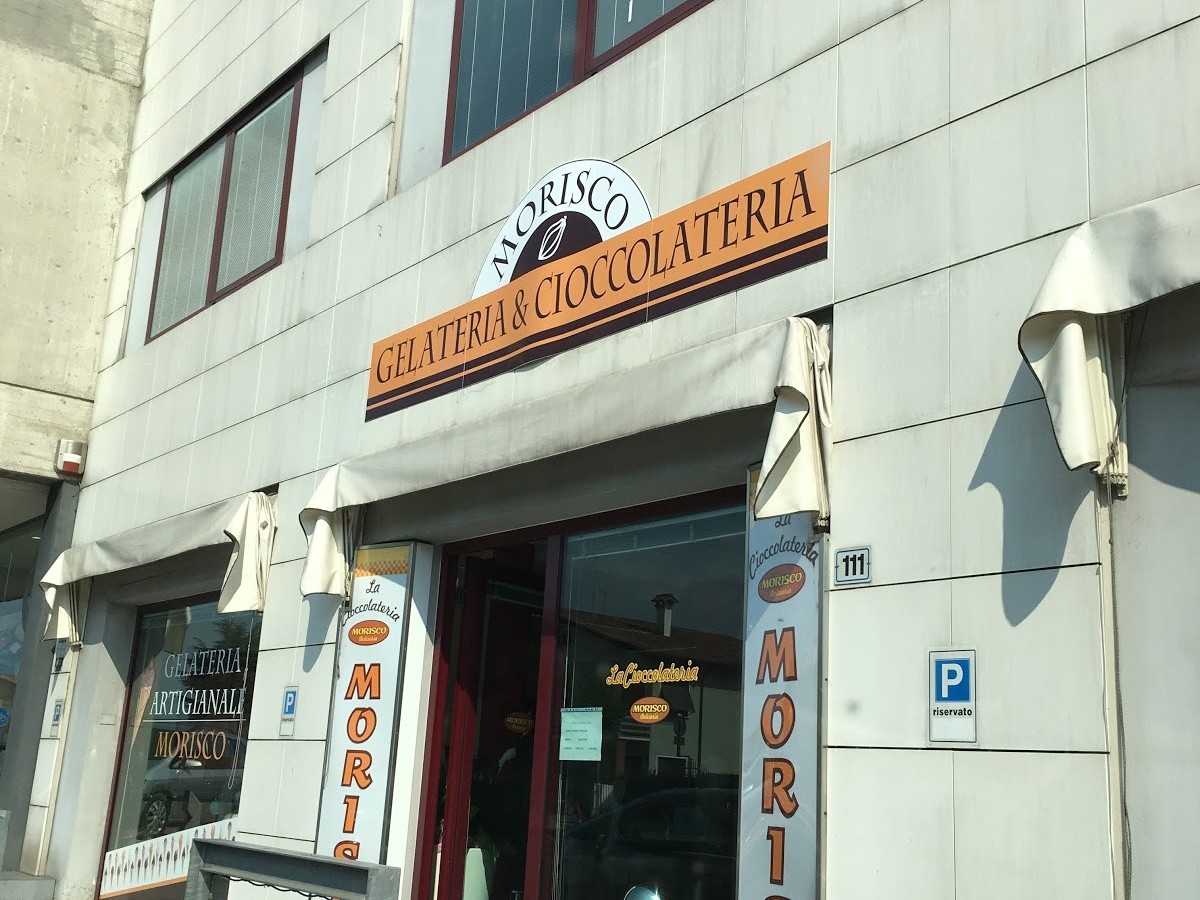 MORISCO
GELATERIA & CIOCCOLATERIA
GELATERIA
ARTIGIANALE
MORISCO
P
La
Cioccolateria
MORISCO
MORIS
MORISCO
La Cioccolateria
MORISCO
La
Cioccolateria
MORISCO
MORIS
111
P
riservato